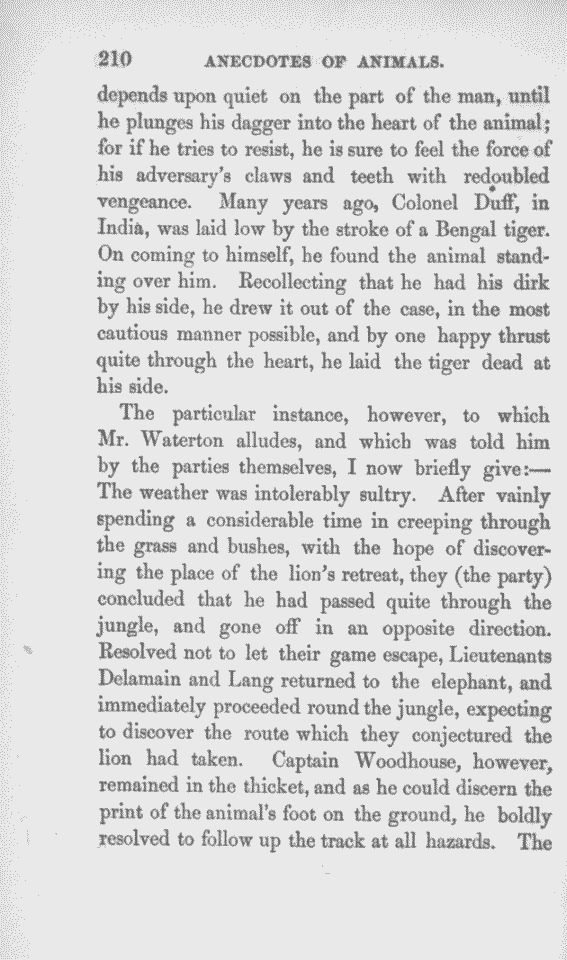 210 ANECDOTES OF ANIMALS.
depends upon quiet on the part of the man, until
he plunges his dagger into the heart of the animal;
for if he tries to resist, he is sure to feel the force of
his adversary's claws and teeth with redoubled
vengeance. Many years ago, Colonel Duff, in
India, was laid low by the stroke of a Bengal tiger.
On coming to himself, he found the animal stand-
ing over him. Recollecting that he had his dirk
by his side, he drew it out of the case, in the most
cautious manner possible, and by one happy thrust
quite through the heart, he laid the tiger dead at
his side.
The particular instance, however, to which
Mr. Waterton alludes, and which was told him
by the parties themselves, I now briefly give:—
The weather was intolerably sultry. After vainly
spending a considerable time in creeping through
the grass and bushes, with the hope of discover-
ing the place of the lion's retreat, they (the party)
concluded that he had passed quite through the
jungle, and gone off in an opposite direction.
Resolved not to let their game escape, Lieutenants
Delamain and Lang returned to the elephant, and
immediately proceeded round the jungle, expecting
to discover the route which they conjectured the
lion had taken. Captain Woodhouse, however,
remained in the thicket, and as he could discern the
print of the animal's foot on the ground, he boldly
resolved to follow up the track at all hazards. The